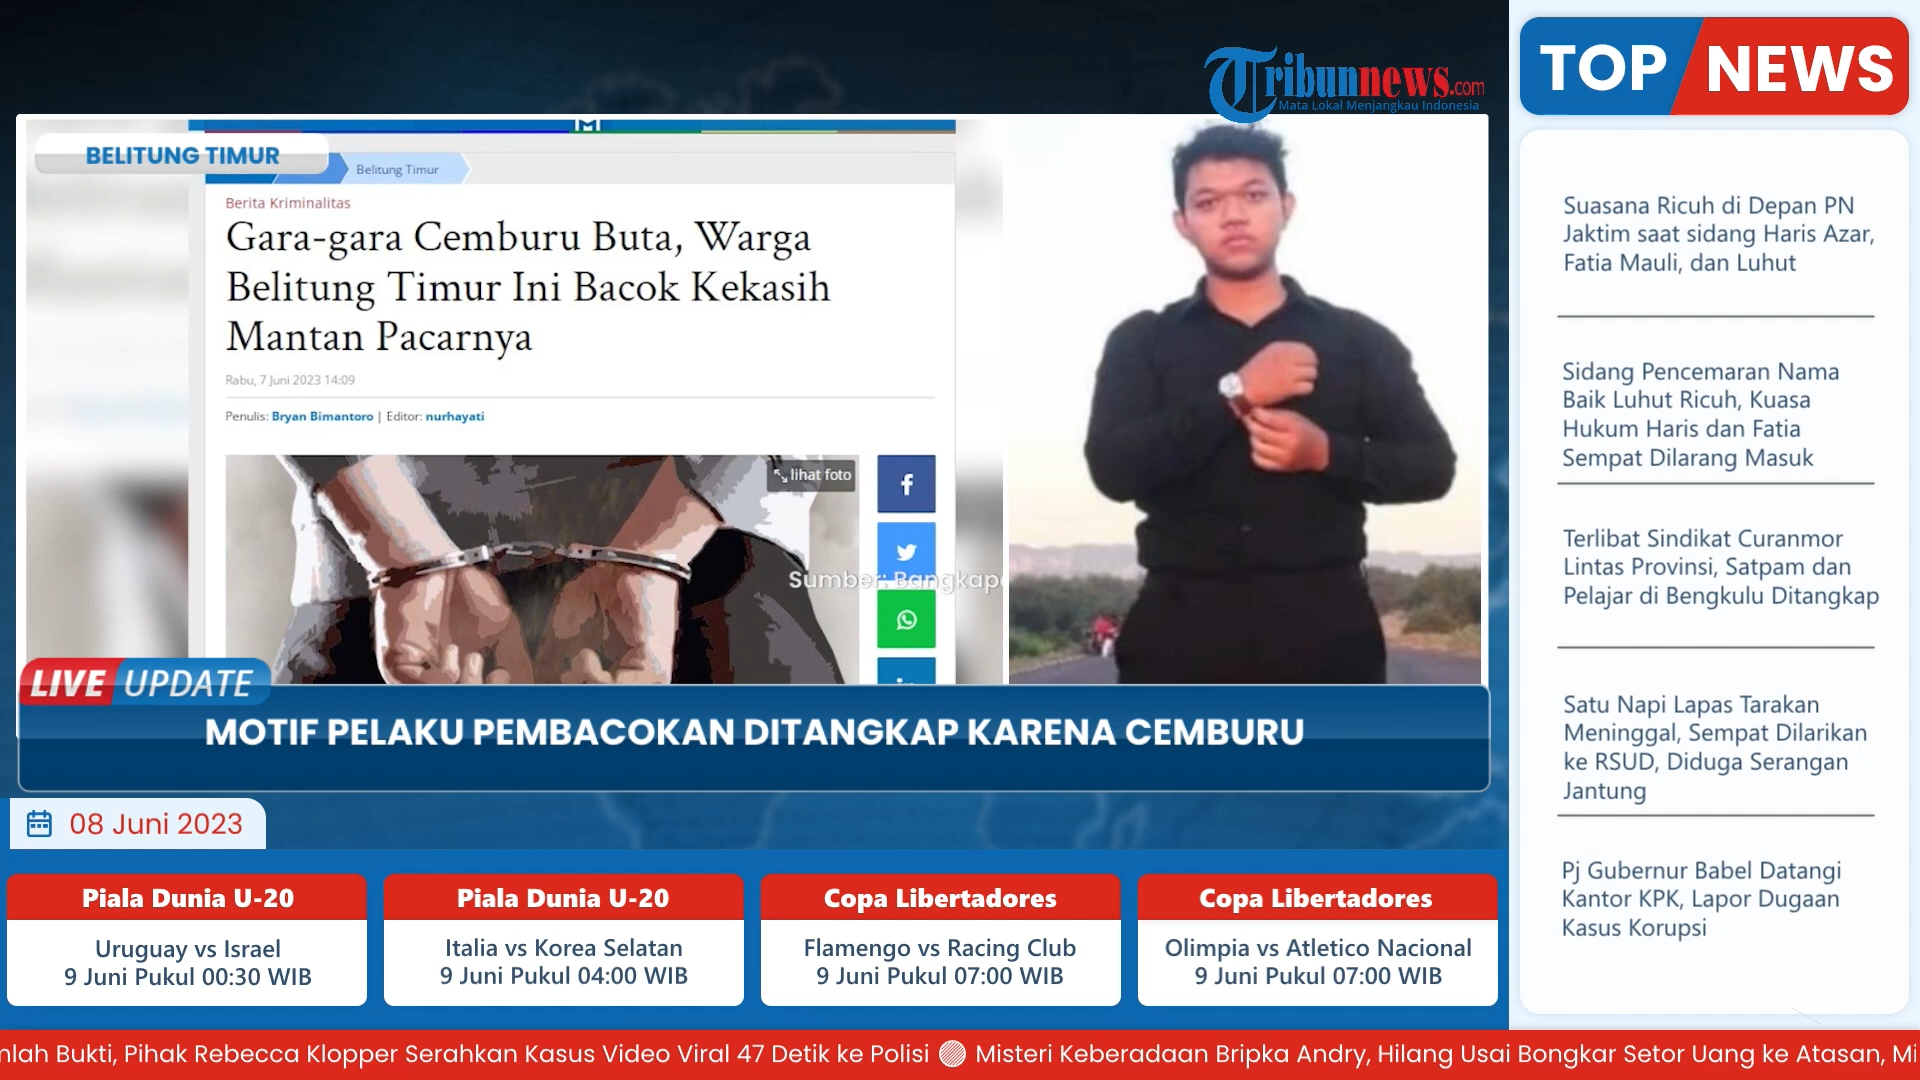 Tribunnews.com
Mata Lokal Menjangkau Indonesia
TOP NEWS
BELITUNG TIMUR
Belitung Timur
Berita Kriminalitas
Gara-gara Cemburu Buta, Warga
Belitung Timur Ini Bacok Kekasih
Mantan Pacarnya
Rabu, 7 Juni 2023 14:09
Penulis: Bryan Bimantoro | Editor: nurhayati
lihat foto
Sumber: Bangkapo
LIVE UPDATE
MOTIF PELAKU PEMBACOKAN DITANGKAP KARENA CEMBURU
08 Juni 2023
Suasana Ricuh di Depan PN
Jaktim saat sidang Haris Azar,
Fatia Mauli, dan Luhut
Sidang Pencemaran Nama
Baik Luhut Ricuh, Kuasa
Hukum Haris dan Fatia
Sempat Dilarang Masuk
Terlibat Sindikat Curanmor
Lintas Provinsi, Satpam dan
Pelajar di Bengkulu Ditangkap
Satu Napi Lapas Tarakan
Meninggal, Sempat Dilarikan
ke RSUD, Diduga Serangan
Jantung
Pj Gubernur Babel Datangi
Kantor KPK, Lapor Dugaan
Kasus Korupsi
Piala Dunia U-20
Uruguay vs Israel
9 Juni Pukul 00:30 WIB
Piala Dunia U-20
Italia vs Korea Selatan
9 Juni Pukul 04:00 WIB
Copa Libertadores
Flamengo vs Racing Club
9 Juni Pukul 07:00 WIB
Copa Libertadores
Olimpia vs Atletico Nacional
9 Juni Pukul 07:00 WIB
mlah Bukti, Pihak Rebecca Klopper Serahkan Kasus Video Viral 47 Detik ke Polisi Misteri Keberadaan Bripka Andry, Hilang Usai Bongkar Setor Uang ke Atasan, Mi